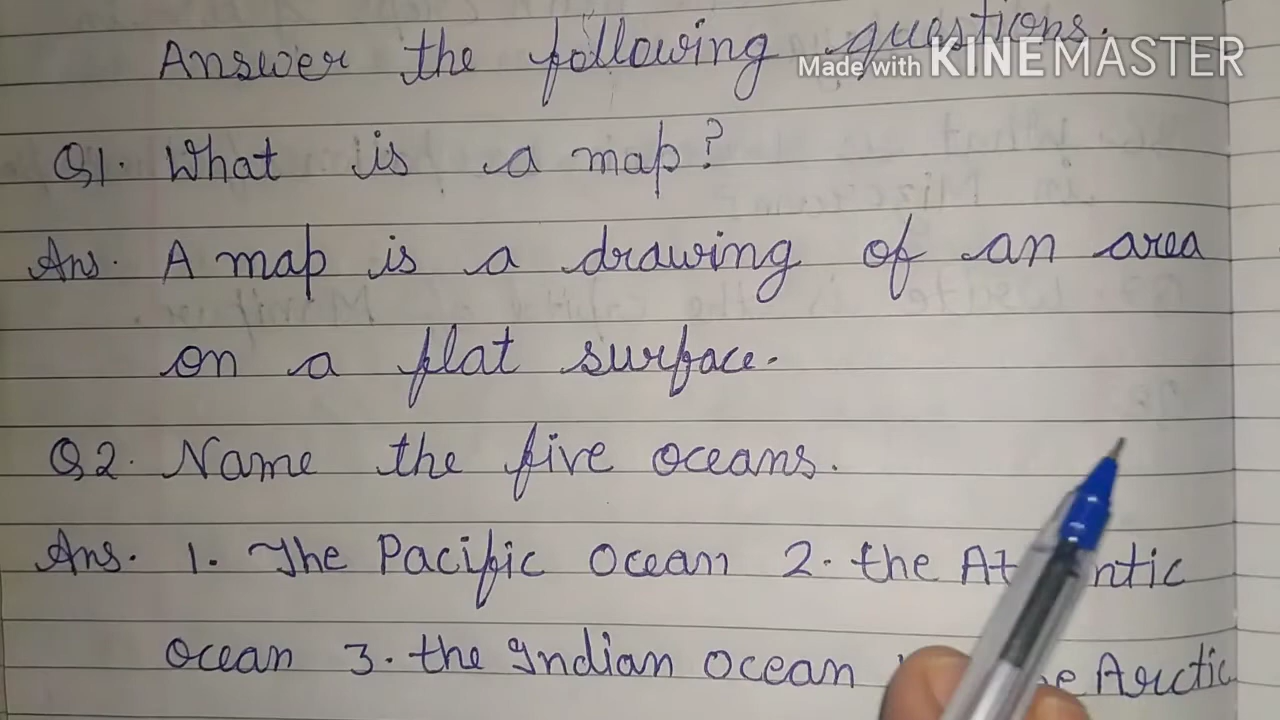 Answer the following questions.
Made with KINEMASTER
Q1. What is a map?
Ans. A map is a drawing of an area
on a flat surface.
Q2. Name the five oceans.
Ans. 1. The Pacific Ocean 2. the
Ocean 3. the Indian Ocean Arctic